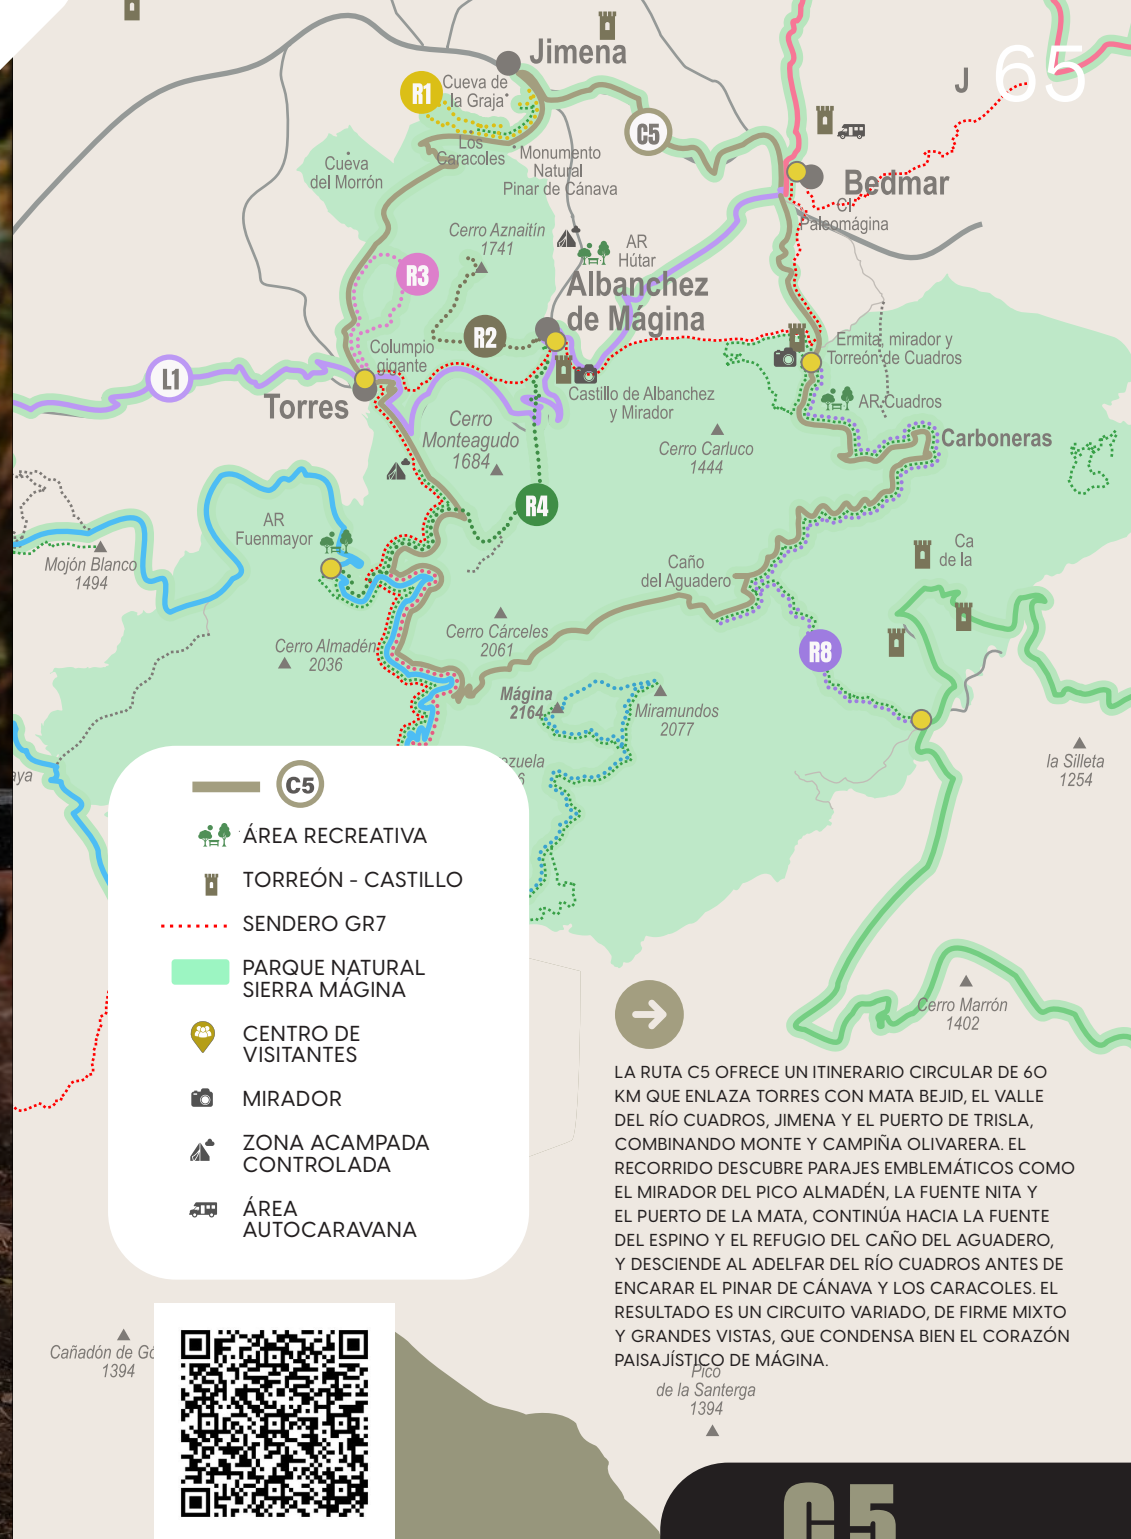 65
Jimena
J
R1
Cueva de
la Graja
C5
Los
Caracoles
Monumento
Natural
Pinar de Cánava
Cueva
del Morrón
Bedmar
CI
Paleomágina
Cerro Aznaitín
1741
AR
Hútar
R3
Albanchez
de Mágina
R2
Columpio
gigante
Ermita, mirador y
Torreón de Cuadros
L1
Torres
Castillo de Albanchez
y Mirador
AR Cuadros
Cerro
Monteagudo
1684
Cerro Carluco
1444
Carboneras
R4
AR
Fuenmayor
Mojón Blanco
1494
Caño
del Aguadero
Ca
de la
Cerro Almadén
2036
Cerro Cárceles
2061
R8
Mágina
2164
Miramundos
2077
aya
zuela
6
la Silleta
1254
C5
ÁREA RECREATIVA
TORREÓN - CASTILLO
SENDERO GR7
PARQUE NATURAL
SIERRA MÁGINA
CENTRO DE
VISITANTES
MIRADOR
ZONA ACAMPADA
CONTROLADA
ÁREA
AUTOCARAVANA
Cerro Marrón
1402
LA RUTA C5 OFRECE UN ITINERARIO CIRCULAR DE 60
KM QUE ENLAZA TORRES CON MATA BEJID, EL VALLE
DEL RÍO CUADROS, JIMENA Y EL PUERTO DE TRISLA,
COMBINANDO MONTE Y CAMPIÑA OLIVARERA. EL
RECORRIDO DESCUBRE PARAJES EMBLEMÁTICOS COMO
EL MIRADOR DEL PICO ALMADÉN, LA FUENTE NITA Y
EL PUERTO DE LA MATA, CONTINÚA HACIA LA FUENTE
DEL ESPINO Y EL REFUGIO DEL CAÑO DEL AGUADERO,
Y DESCIENDE AL ADELFAR DEL RÍO CUADROS ANTES DE
ENCARAR EL PINAR DE CÁNAVA Y LOS CARACOLES. EL
RESULTADO ES UN CIRCUITO VARIADO, DE FIRME MIXTO
Y GRANDES VISTAS, QUE CONDENSA BIEN EL CORAZÓN
PAISAJÍSTICO DE MÁGINA.
Cañadón de Gó
1394
Pico
de la Santerga
1394
C5